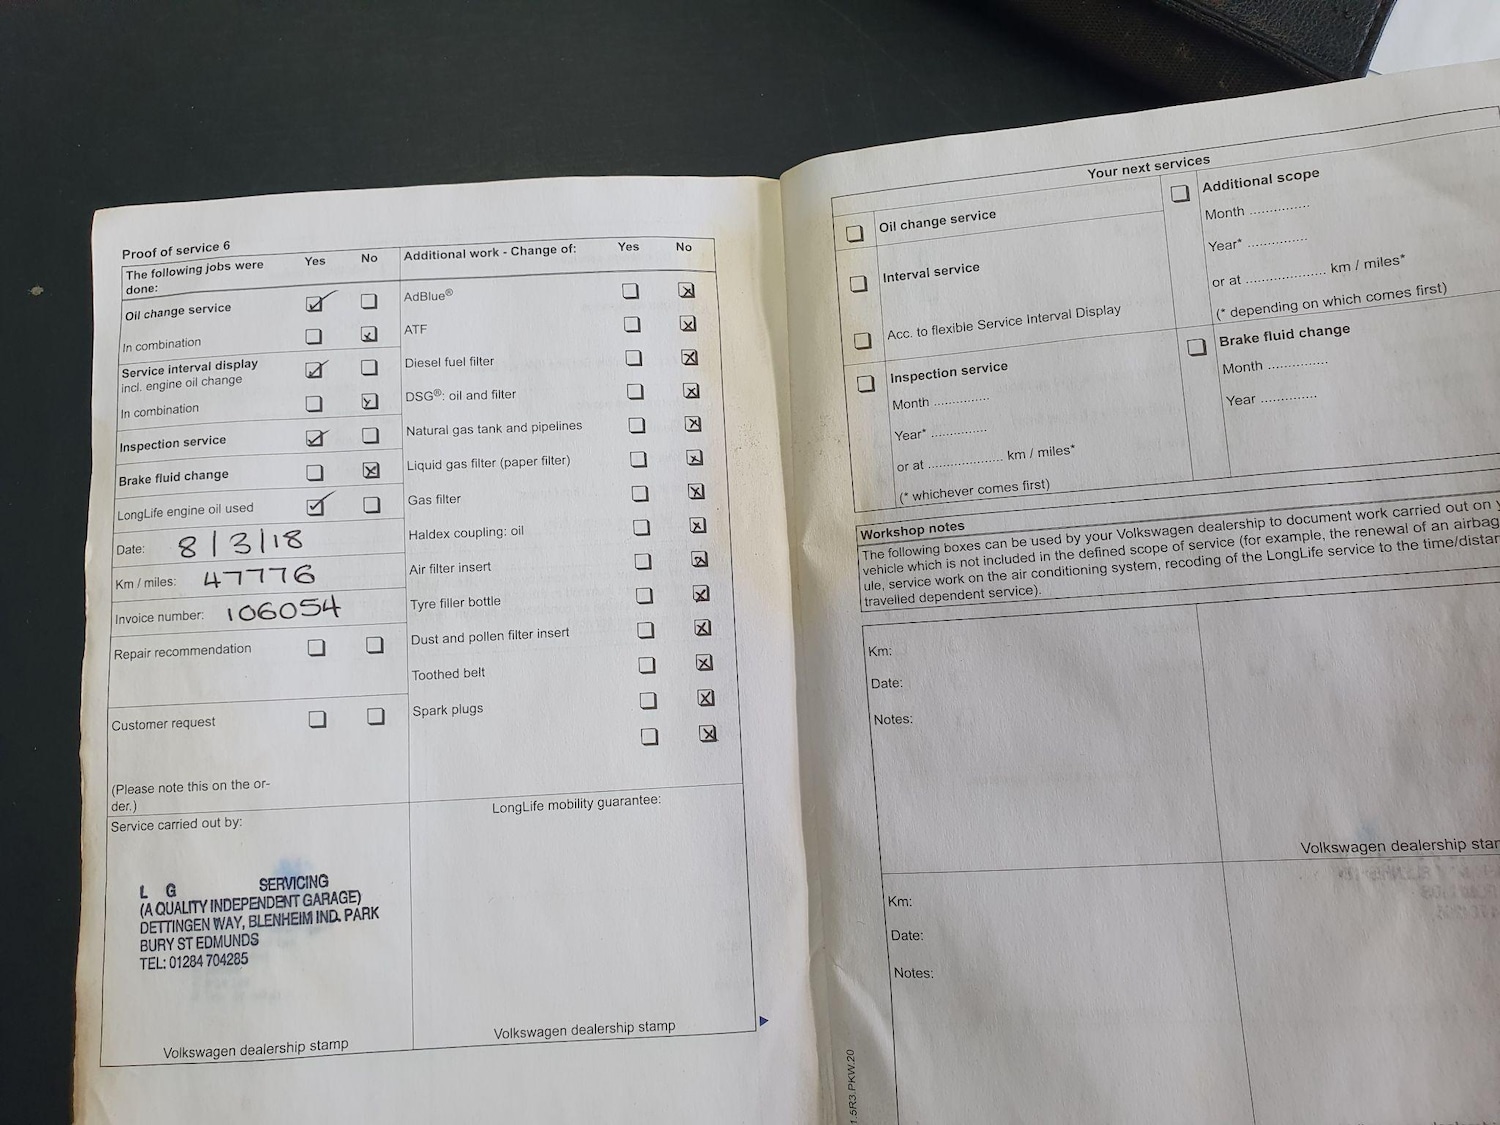 Proof of service 6
The following jobs were
done:
Yes
No
Oil change service
In combination
Service interval display
incl. engine oil change
In combination
Inspection service
Brake fluid change
LongLife engine oil used
Date: 8/3/18
Km / miles: 47776
Invoice number: 106054
Repair recommendation
Customer request
(Please note this on the or-
der.)
Service carried out by:
L G SERVICING
(A QUALITY INDEPENDENT GARAGE)
DETTINGEN WAY, BLENHEIM IND. PARK
BURY ST EDMUNDS
TEL: 01284 704285
Volkswagen dealership stamp
Additional work - Change of:
Yes
No
AdBlue®
ATF
Diesel fuel filter
DSG®: oil and filter
Natural gas tank and pipelines
Liquid gas filter (paper filter)
Gas filter
Haldex coupling: oil
Air filter insert
Tyre filler bottle
Dust and pollen filter insert
Toothed belt
Spark plugs
LongLife mobility guarantee:
Volkswagen dealership stamp
Your next services
Oil change service
Interval service
Acc. to flexible Service Interval Display
Inspection service
Month ...............
Year* ...............
or at .................... km / miles*
(* whichever comes first)
Additional scope
Month ...............
Year* ...............
or at .................... km / miles*
(* depending on which comes first)
Brake fluid change
Month ...............
Year ...............
Workshop notes
The following boxes can be used by your Volkswagen dealership to document work carried out on
vehicle which is not included in the defined scope of service (for example, the renewal of an airbag
ule, service work on the air conditioning system, recoding of the LongLife service to the time/distan
travelled dependent service).
Km:
Date:
Notes:
Volkswagen dealership star
Km:
Date:
Notes:
1.5R3.PKW.20